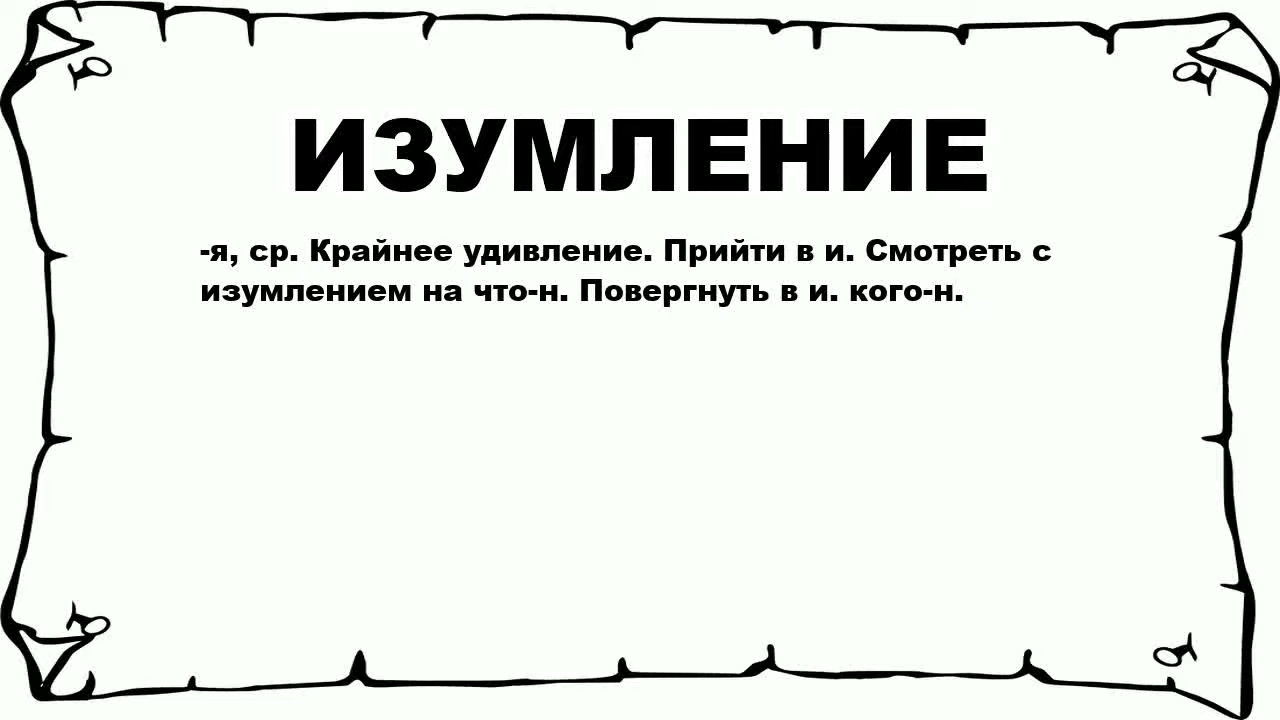 ИЗУМЛЕНИЕ
-я, ср. Крайнее удивление. Прийти в и. Смотреть с
изумлением на что-н. Повергнуть в и. кого-н.